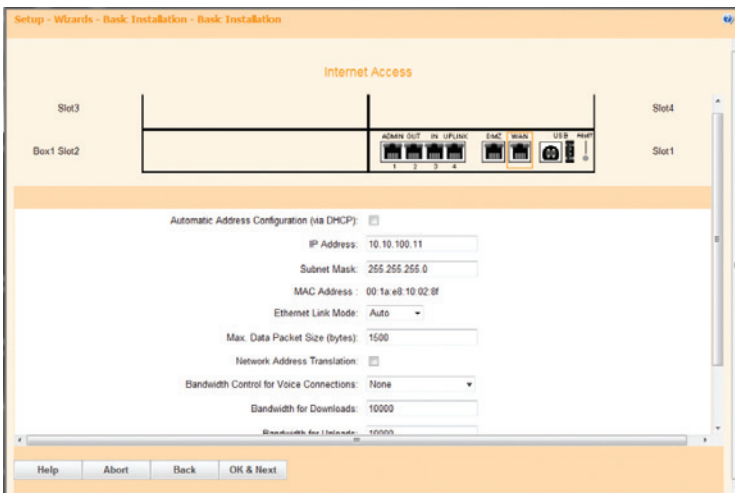 Setup - Wizards - Basic Installation - Basic Installation
Internet Access
Slot3
Slot4
ADMIN OUT IN UPLINK DMZ WAN USB
Box1 Slot2
Slot1
1 2 3 4
Automatic Address Configuration (via DHCP):
IP Address: 10.10.100.11
Subnet Mask: 255.255.255.0
MAC Address : 00:1a:e8:10:02:8f
Ethernet Link Mode: Auto
Max. Data Packet Size (bytes): 1500
Network Address Translation:
Bandwidth Control for Voice Connections: None
Bandwidth for Downloads: 10000
Bandwidth for Uploads: 10000
Help Abort Back OK & Next